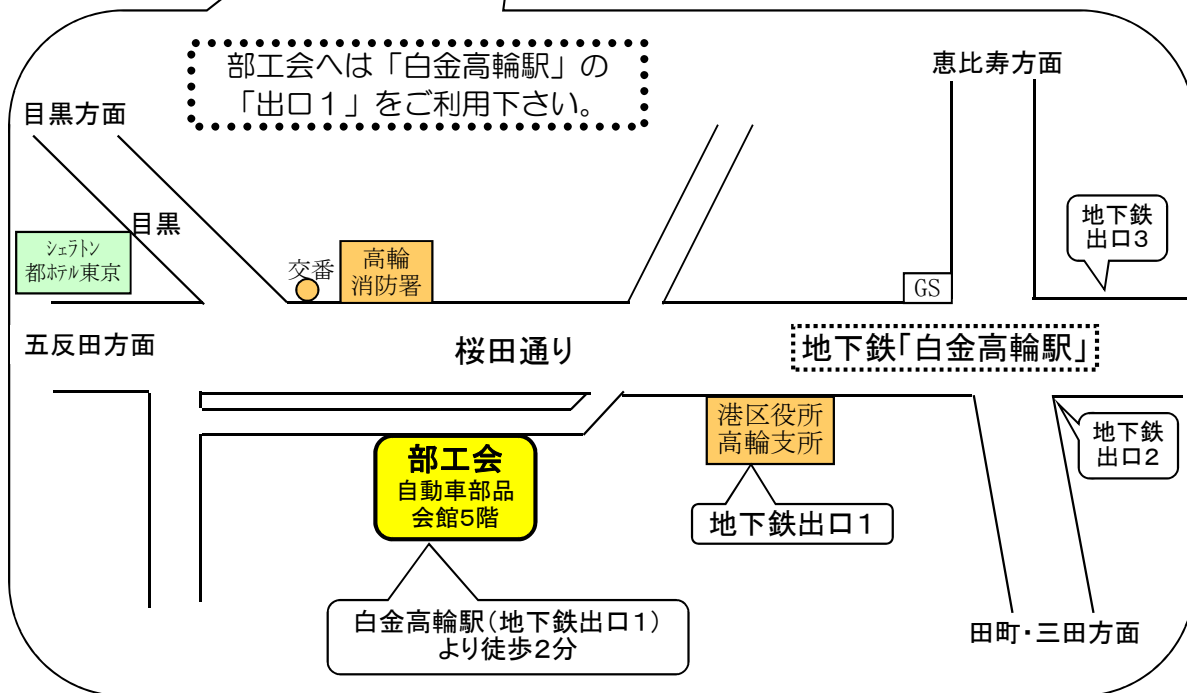 部工会へは「白金高輪駅」の
「出口1」をご利用下さい。
恵比寿方面
目黒方面
目黒
シェラトン
都ホテル東京
交番
高輪
消防署
GS
地下鉄
出口3
五反田方面
桜田通り
地下鉄「白金高輪駅」
部工会
自動車部品
会館5階
港区役所
高輪支所
地下鉄
出口2
地下鉄出口1
白金高輪駅(地下鉄出口1)
より徒歩2分
田町・三田方面